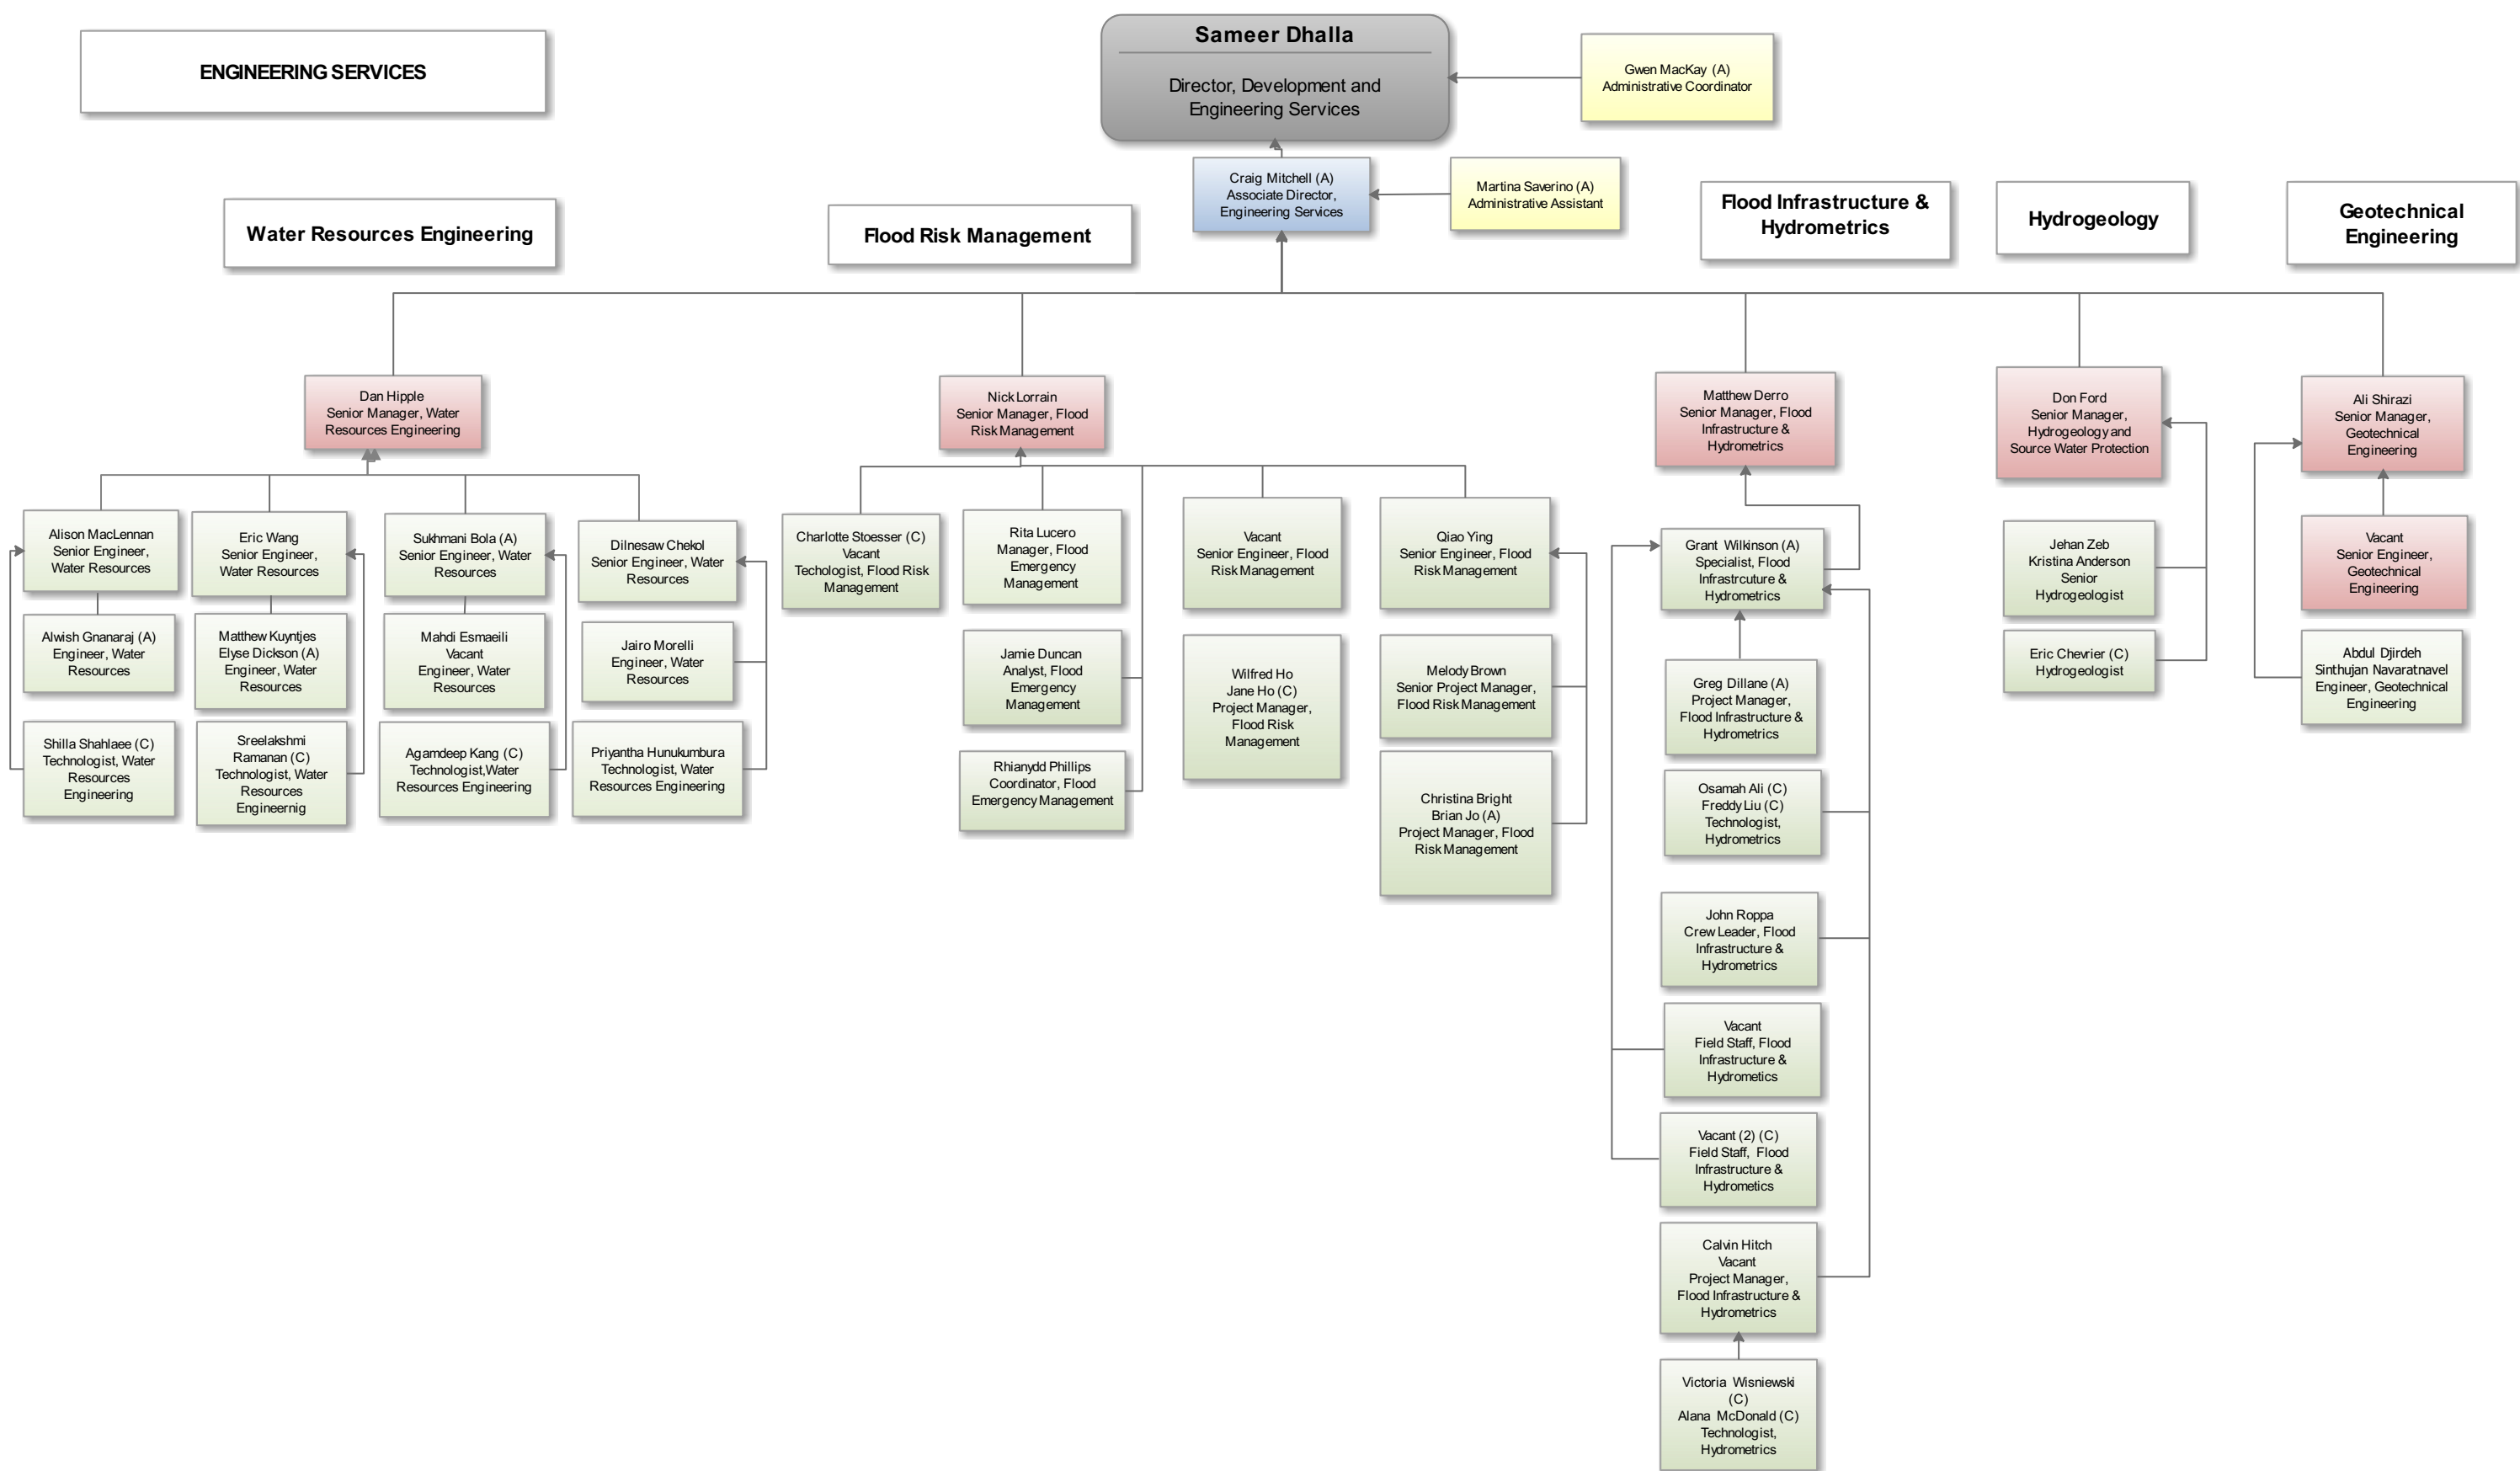 ENGINEERING SERVICES
Sameer Dhalla
Director, Development and
Engineering Services
Gwen MacKay (A)
Administrative Coordinator
Craig Mitchell (A)
Associate Director,
Engineering Services
Martina Saverino (A)
Administrative Assistant
Water Resources Engineering
Flood Risk Management
Flood Infrastructure &
Hydrometrics
Hydrogeology
Geotechnical
Engineering
Dan Hipple
Senior Manager, Water
Resources Engineering
Nick Lorrain
Senior Manager, Flood
Risk Management
Matthew Derro
Senior Manager, Flood
Infrastructure &
Hydrometrics
Don Ford
Senior Manager,
Hydrogeology and
Source Water Protection
Ali Shirazi
Senior Manager,
Geotechnical
Engineering
Alison MacLennan
Senior Engineer,
Water Resources
Eric Wang
Senior Engineer,
Water Resources
Sukhmani Bola (A)
Senior Engineer, Water
Resources
Dilnesaw Chekol
Senior Engineer, Water
Resources
Charlotte Stoesser (C)
Vacant
Techologist, Flood Risk
Management
Rita Lucero
Manager, Flood
Emergency
Management
Vacant
Senior Engineer, Flood
Risk Management
Qiao Ying
Senior Engineer, Flood
Risk Management
Grant Wilkinson (A)
Specialist, Flood
Infrastrcuture &
Hydrometrics
Jehan Zeb
Kristina Anderson
Senior
Hydrogeologist
Vacant
Senior Engineer,
Geotechnical
Engineering
Alwish Gnanaraj (A)
Engineer, Water
Resources
Matthew Kuyntjes
Elyse Dickson (A)
Engineer, Water
Resources
Mahdi Esmaeili
Vacant
Engineer, Water
Resources
Jairo Morelli
Engineer, Water
Resources
Jamie Duncan
Analyst, Flood
Emergency
Management
Wilfred Ho
Jane Ho (C)
Project Manager,
Flood Risk
Management
Melody Brown
Senior Project Manager,
Flood Risk Management
Greg Dillane (A)
Project Manager,
Flood Infrastructure &
Hydrometrics
Eric Chevrier (C)
Hydrogeologist
Abdul Djirdeh
Sinthujan Navaratnavel
Engineer, Geotechnical
Engineering
Shilla Shahlaee (C)
Technologist, Water
Resources
Engineering
Sreelakshmi
Ramanan (C)
Technologist, Water
Resources
Engineernig
Agamdeep Kang (C)
Technologist,Water
Resources Engineering
Priyantha Hunukumbura
Technologist, Water
Resources Engineering
Rhianydd Phillips
Coordinator, Flood
Emergency Management
Christina Bright
Brian Jo (A)
Project Manager, Flood
Risk Management
Osamah Ali (C)
Freddy Liu (C)
Technologist,
Hydrometrics
John Roppa
Crew Leader, Flood
Infrastructure &
Hydrometrics
Vacant
Field Staff, Flood
Infrastructure &
Hydrometics
Vacant (2) (C)
Field Staff, Flood
Infrastructure &
Hydrometics
Calvin Hitch
Vacant
Project Manager,
Flood Infrastructure &
Hydrometrics
Victoria Wisniewski
(C)
Alana McDonald (C)
Technologist,
Hydrometrics